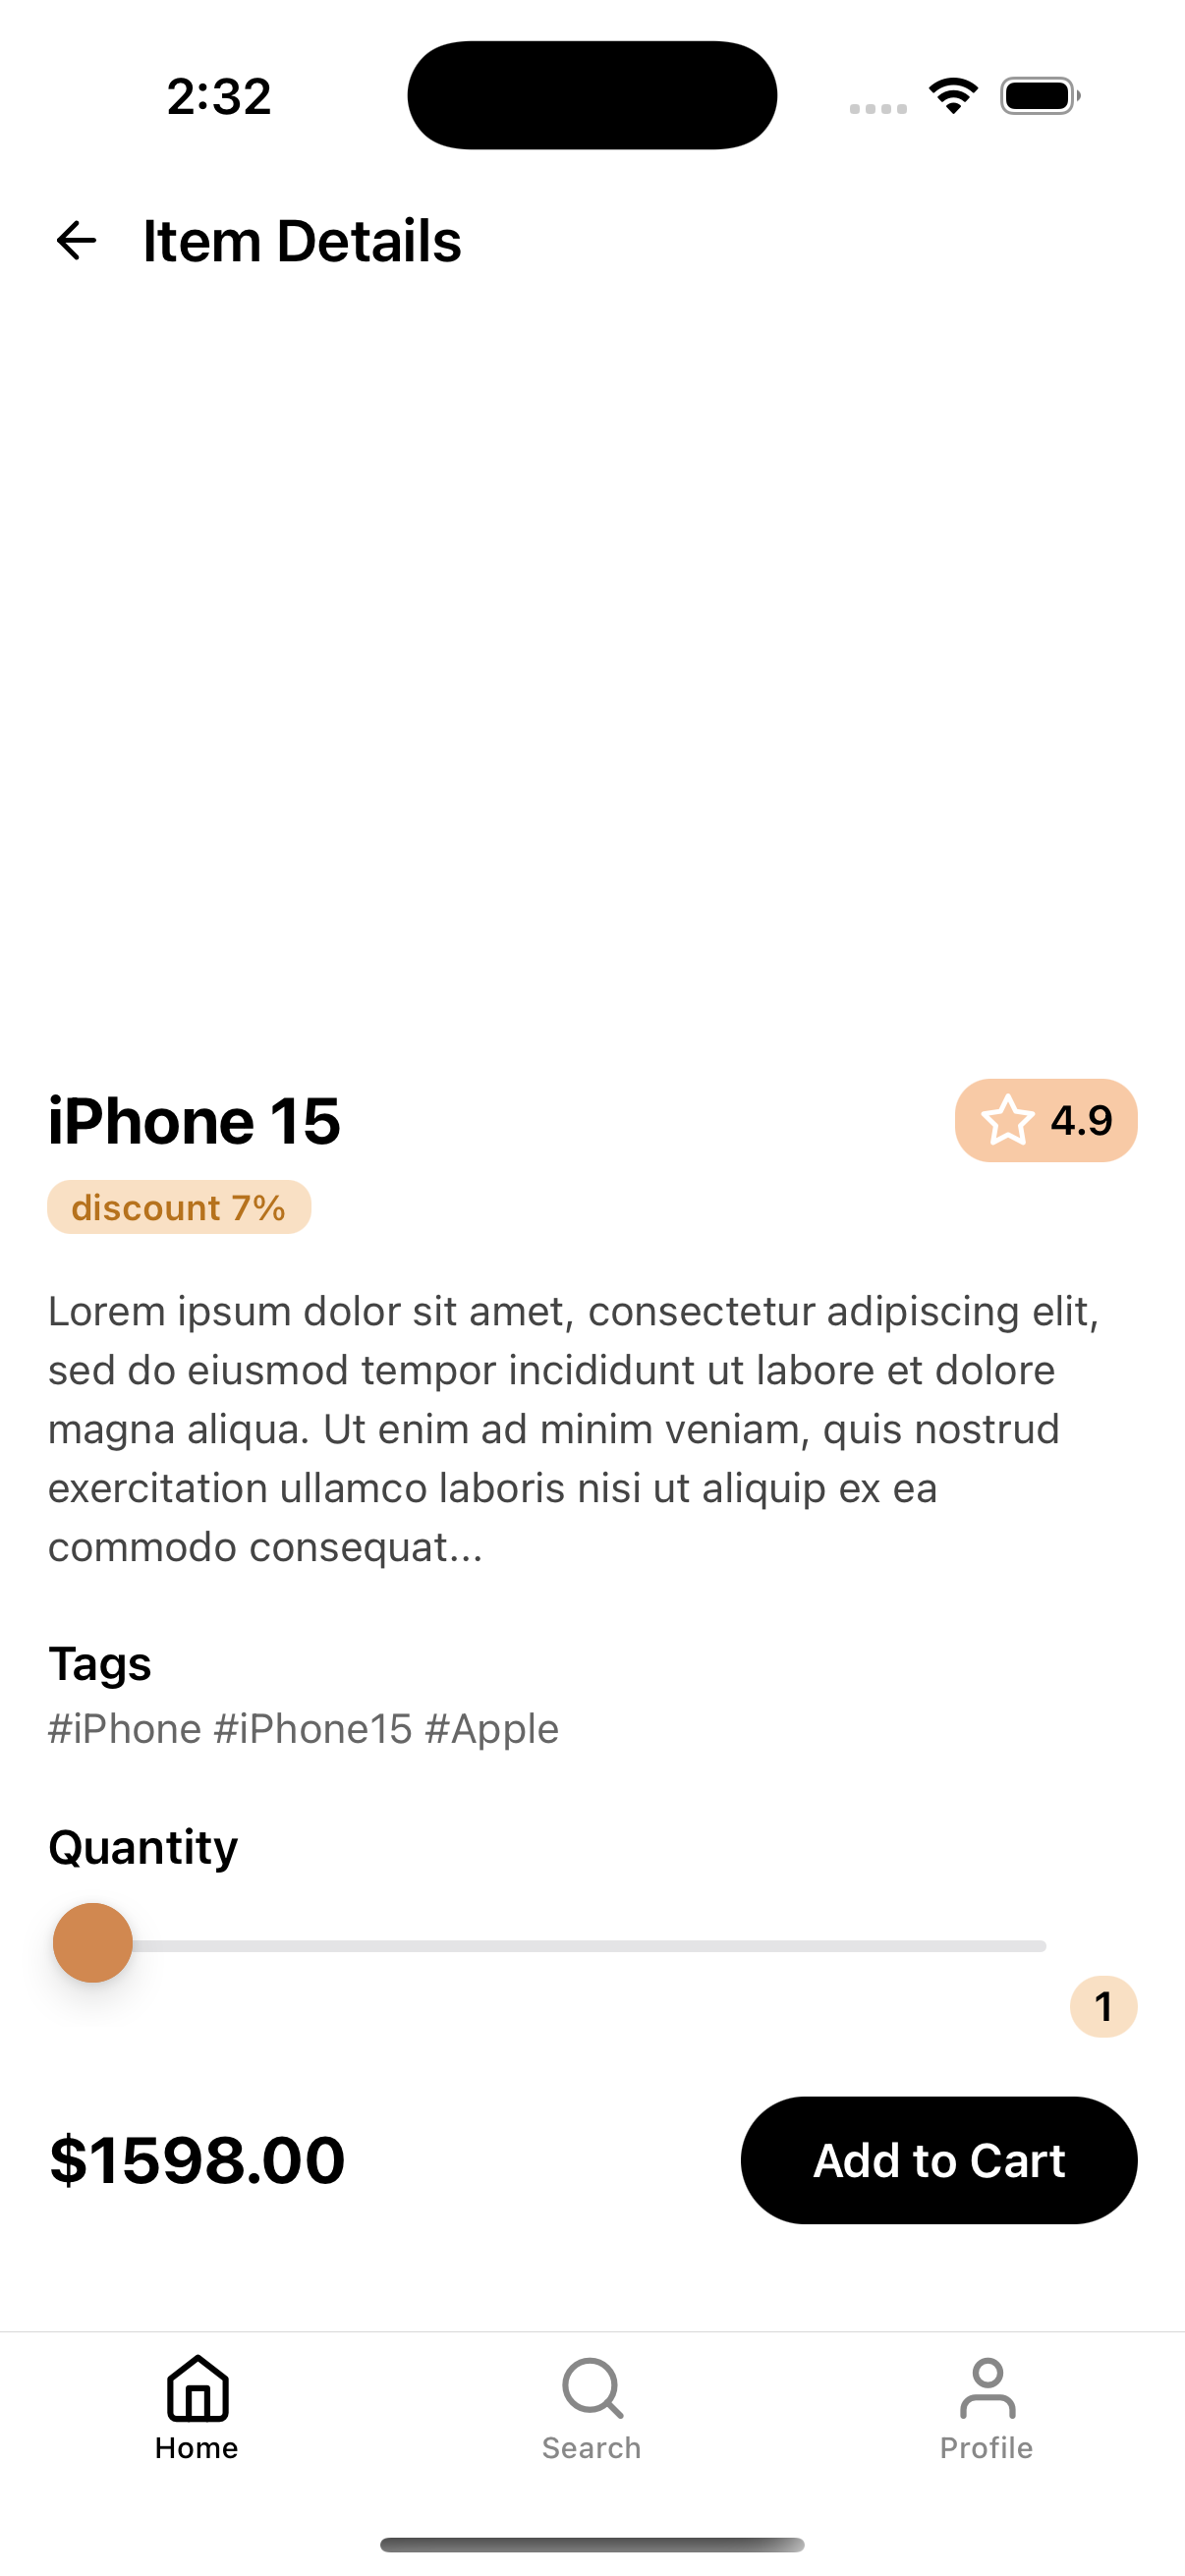 2:32
Item Details
iPhone 15
4.9
discount 7%
Lorem ipsum dolor sit amet, consectetur adipiscing elit,
sed do eiusmod tempor incididunt ut labore et dolore
magna aliqua. Ut enim ad minim veniam, quis nostrud
exercitation ullamco laboris nisi ut aliquip ex ea
commodo consequat...
Tags
#iPhone #iPhone15 #Apple
Quantity
1
$1598.00
Add to Cart
Home
Search
Profile